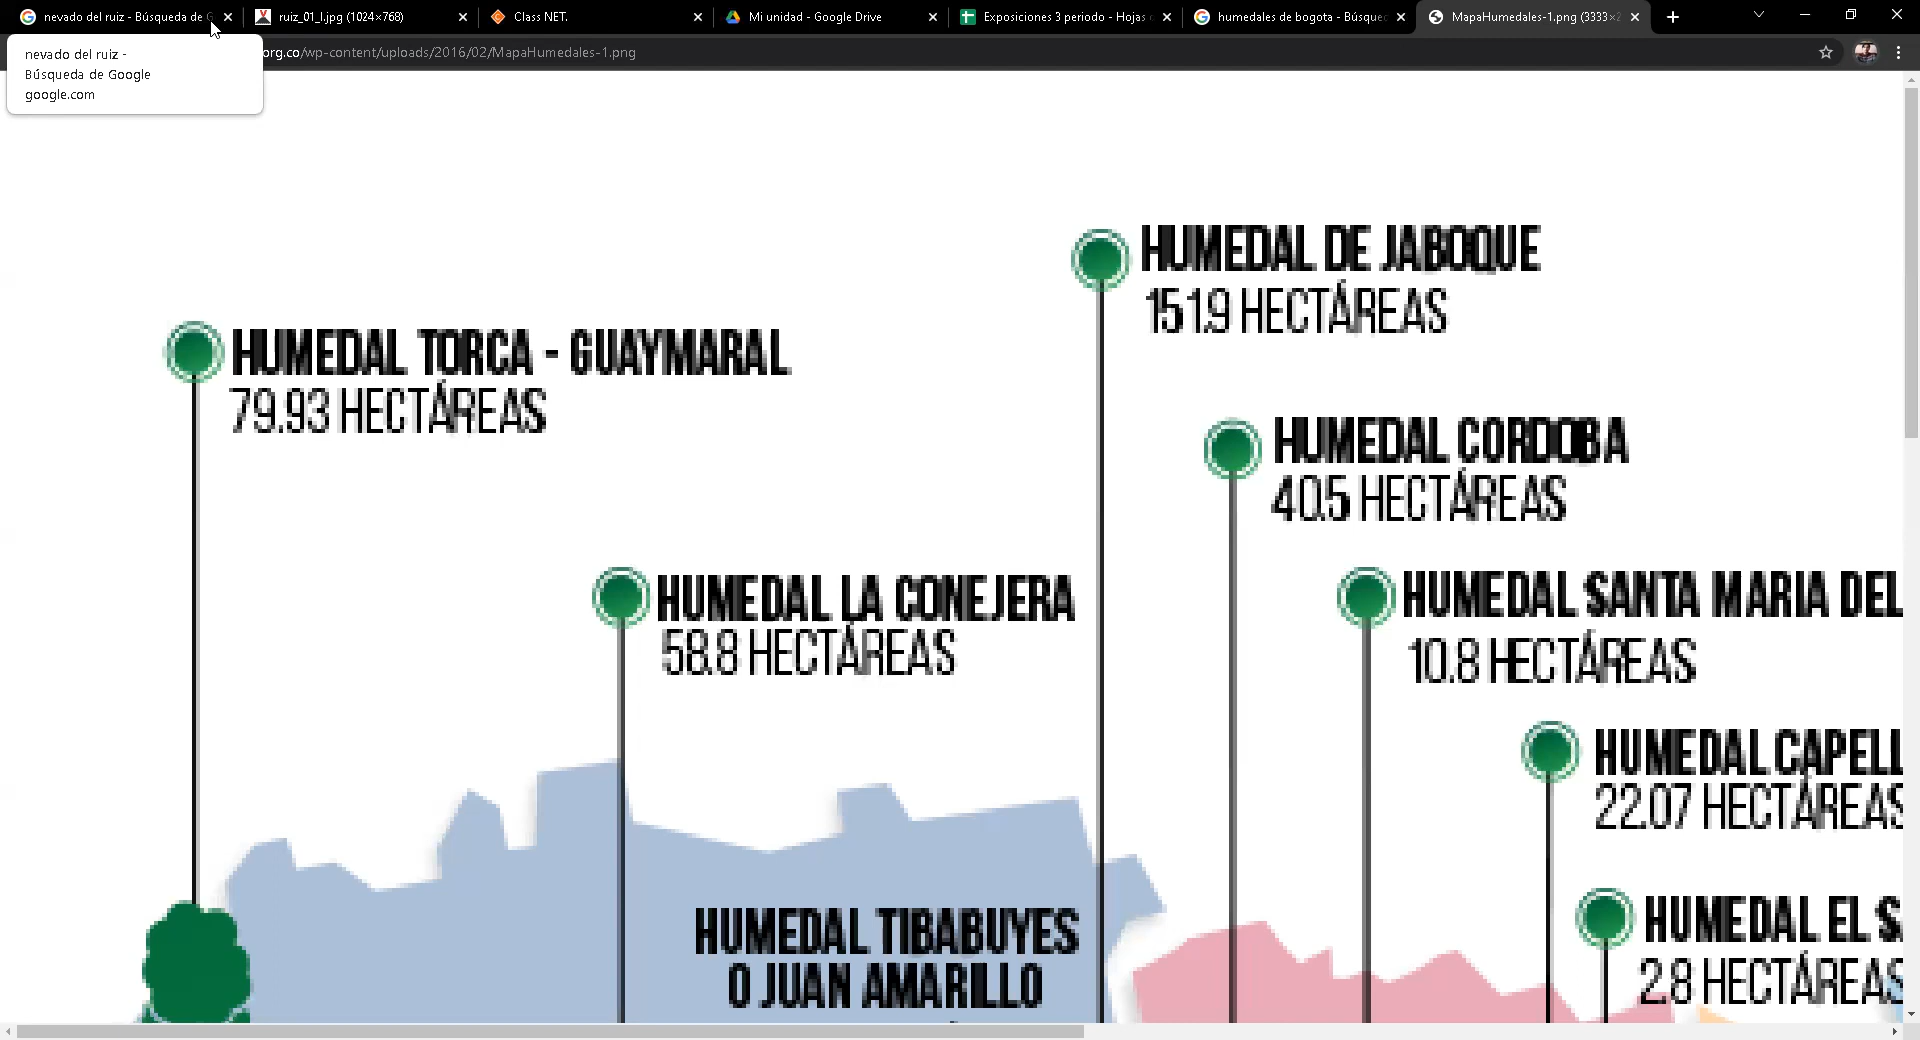 nevado del ruiz - Búsqueda de G
ruiz_01_l.jpg (1024×768)
Class NET.
Mi unidad - Google Drive
Exposiciones 3 periodo - Hojas
humedales de bogota - Búsque
MapaHumedales-1.png (3333×2
nevado del ruiz -
Búsqueda de Google
google.com
org.co/wp-content/uploads/2016/02/MapaHumedales-1.png
HUMEDAL DE JABOQUE
151.9 HECTÁREAS
HUMEDAL TORCA - GUAYMARAL
79.93 HECTÁREAS
HUMEDAL CORDOBA
40.5 HECTÁREAS
HUMEDAL LA CONEJERA
58.8 HECTÁREAS
HUMEDAL SANTA MARIA DEL
10.8 HECTÁREAS
HUMEDAL CAPELL
22.07 HECTÁREAS
HUMEDAL TIBABUYES
O JUAN AMARILLO
HUMEDAL EL S
2.8 HECTÁREAS